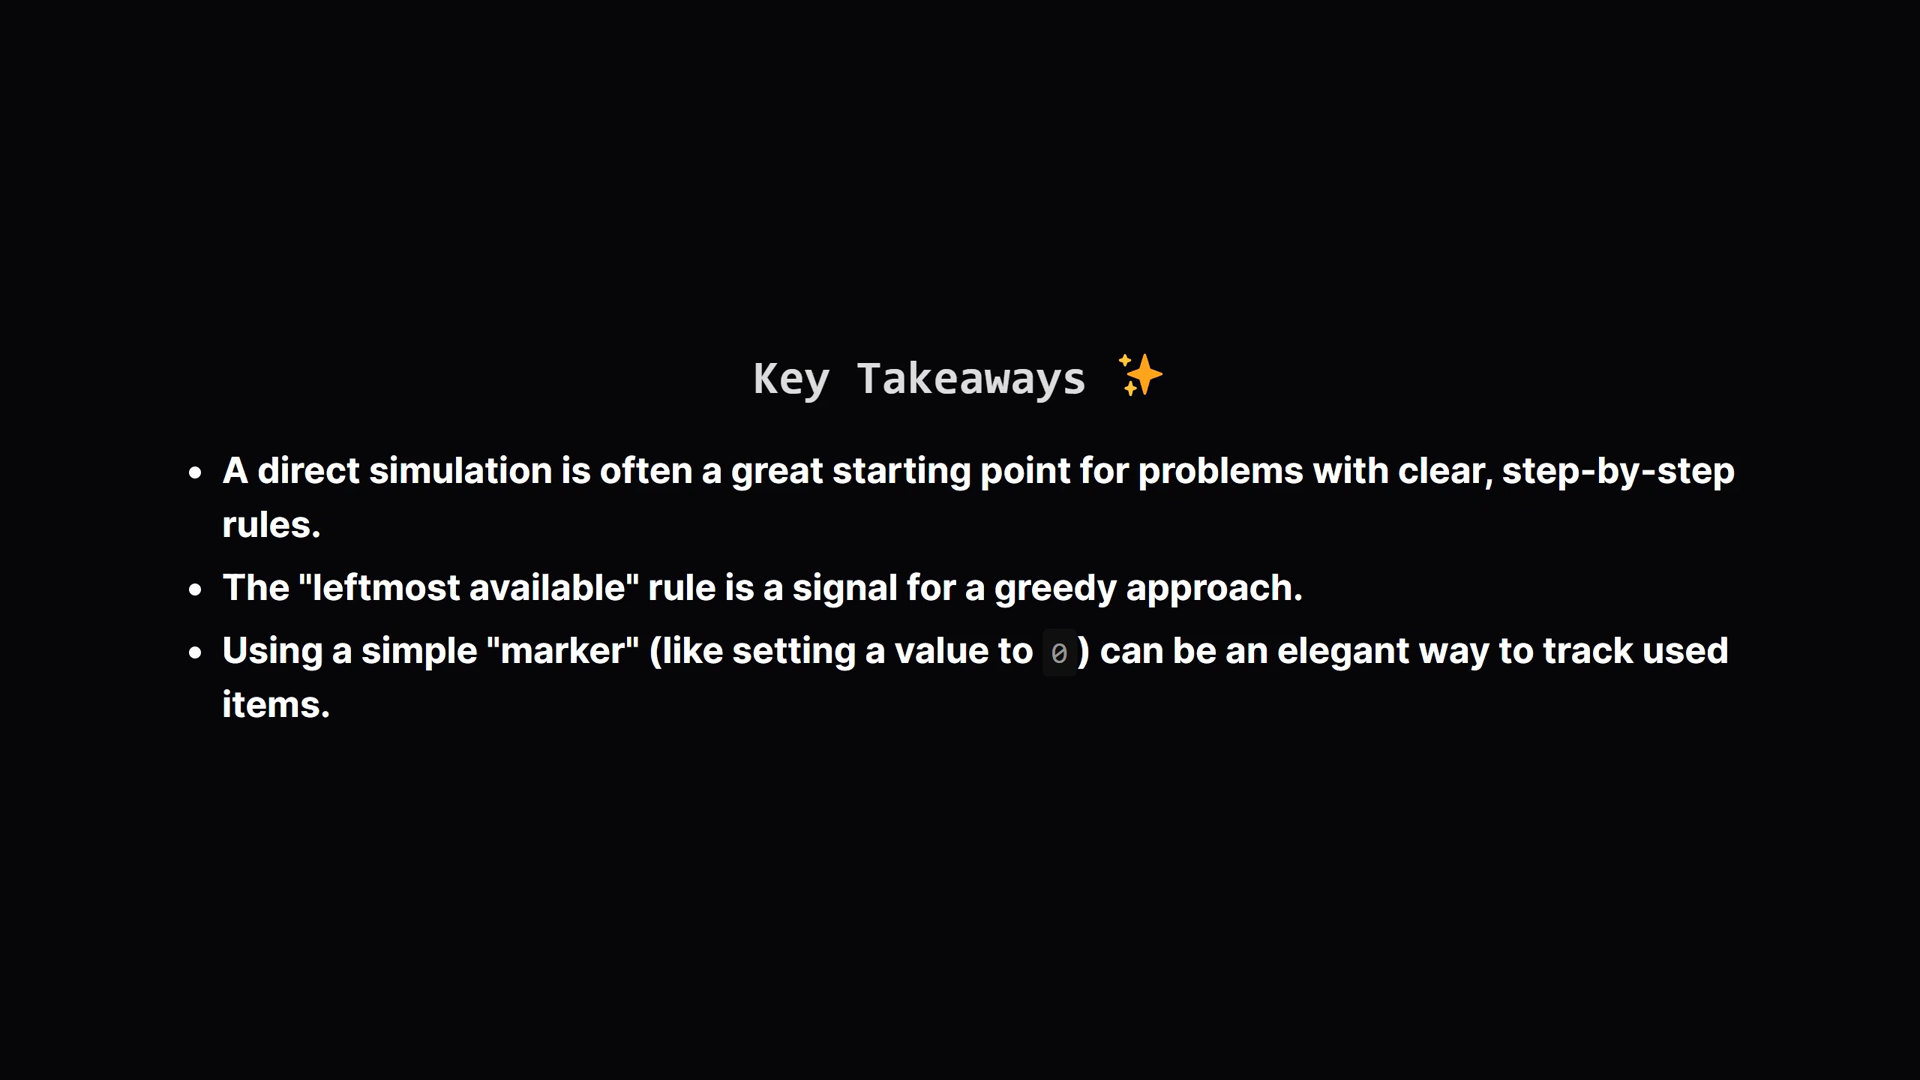 Key Takeaways ✨
• A direct simulation is often a great starting point for problems with clear, step-by-step
rules.
• The "leftmost available" rule is a signal for a greedy approach.
• Using a simple "marker" (like setting a value to 0) can be an elegant way to track used
items.